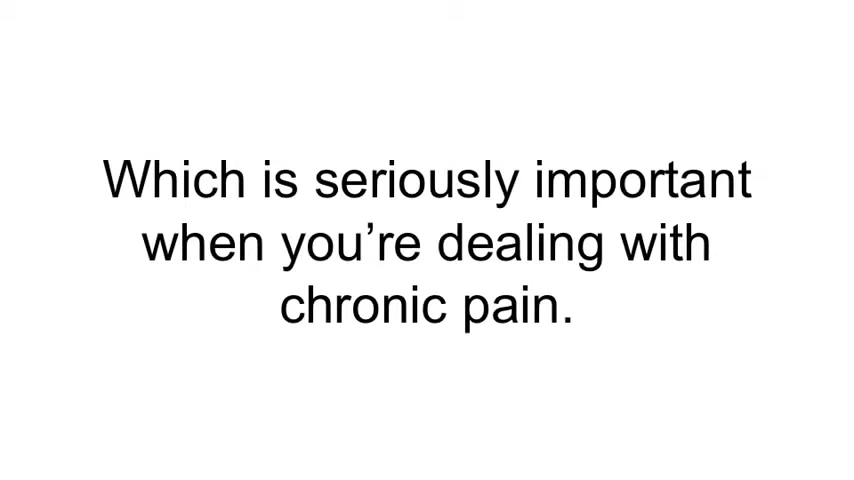 Which is seriously important
when you’re dealing with
chronic pain.